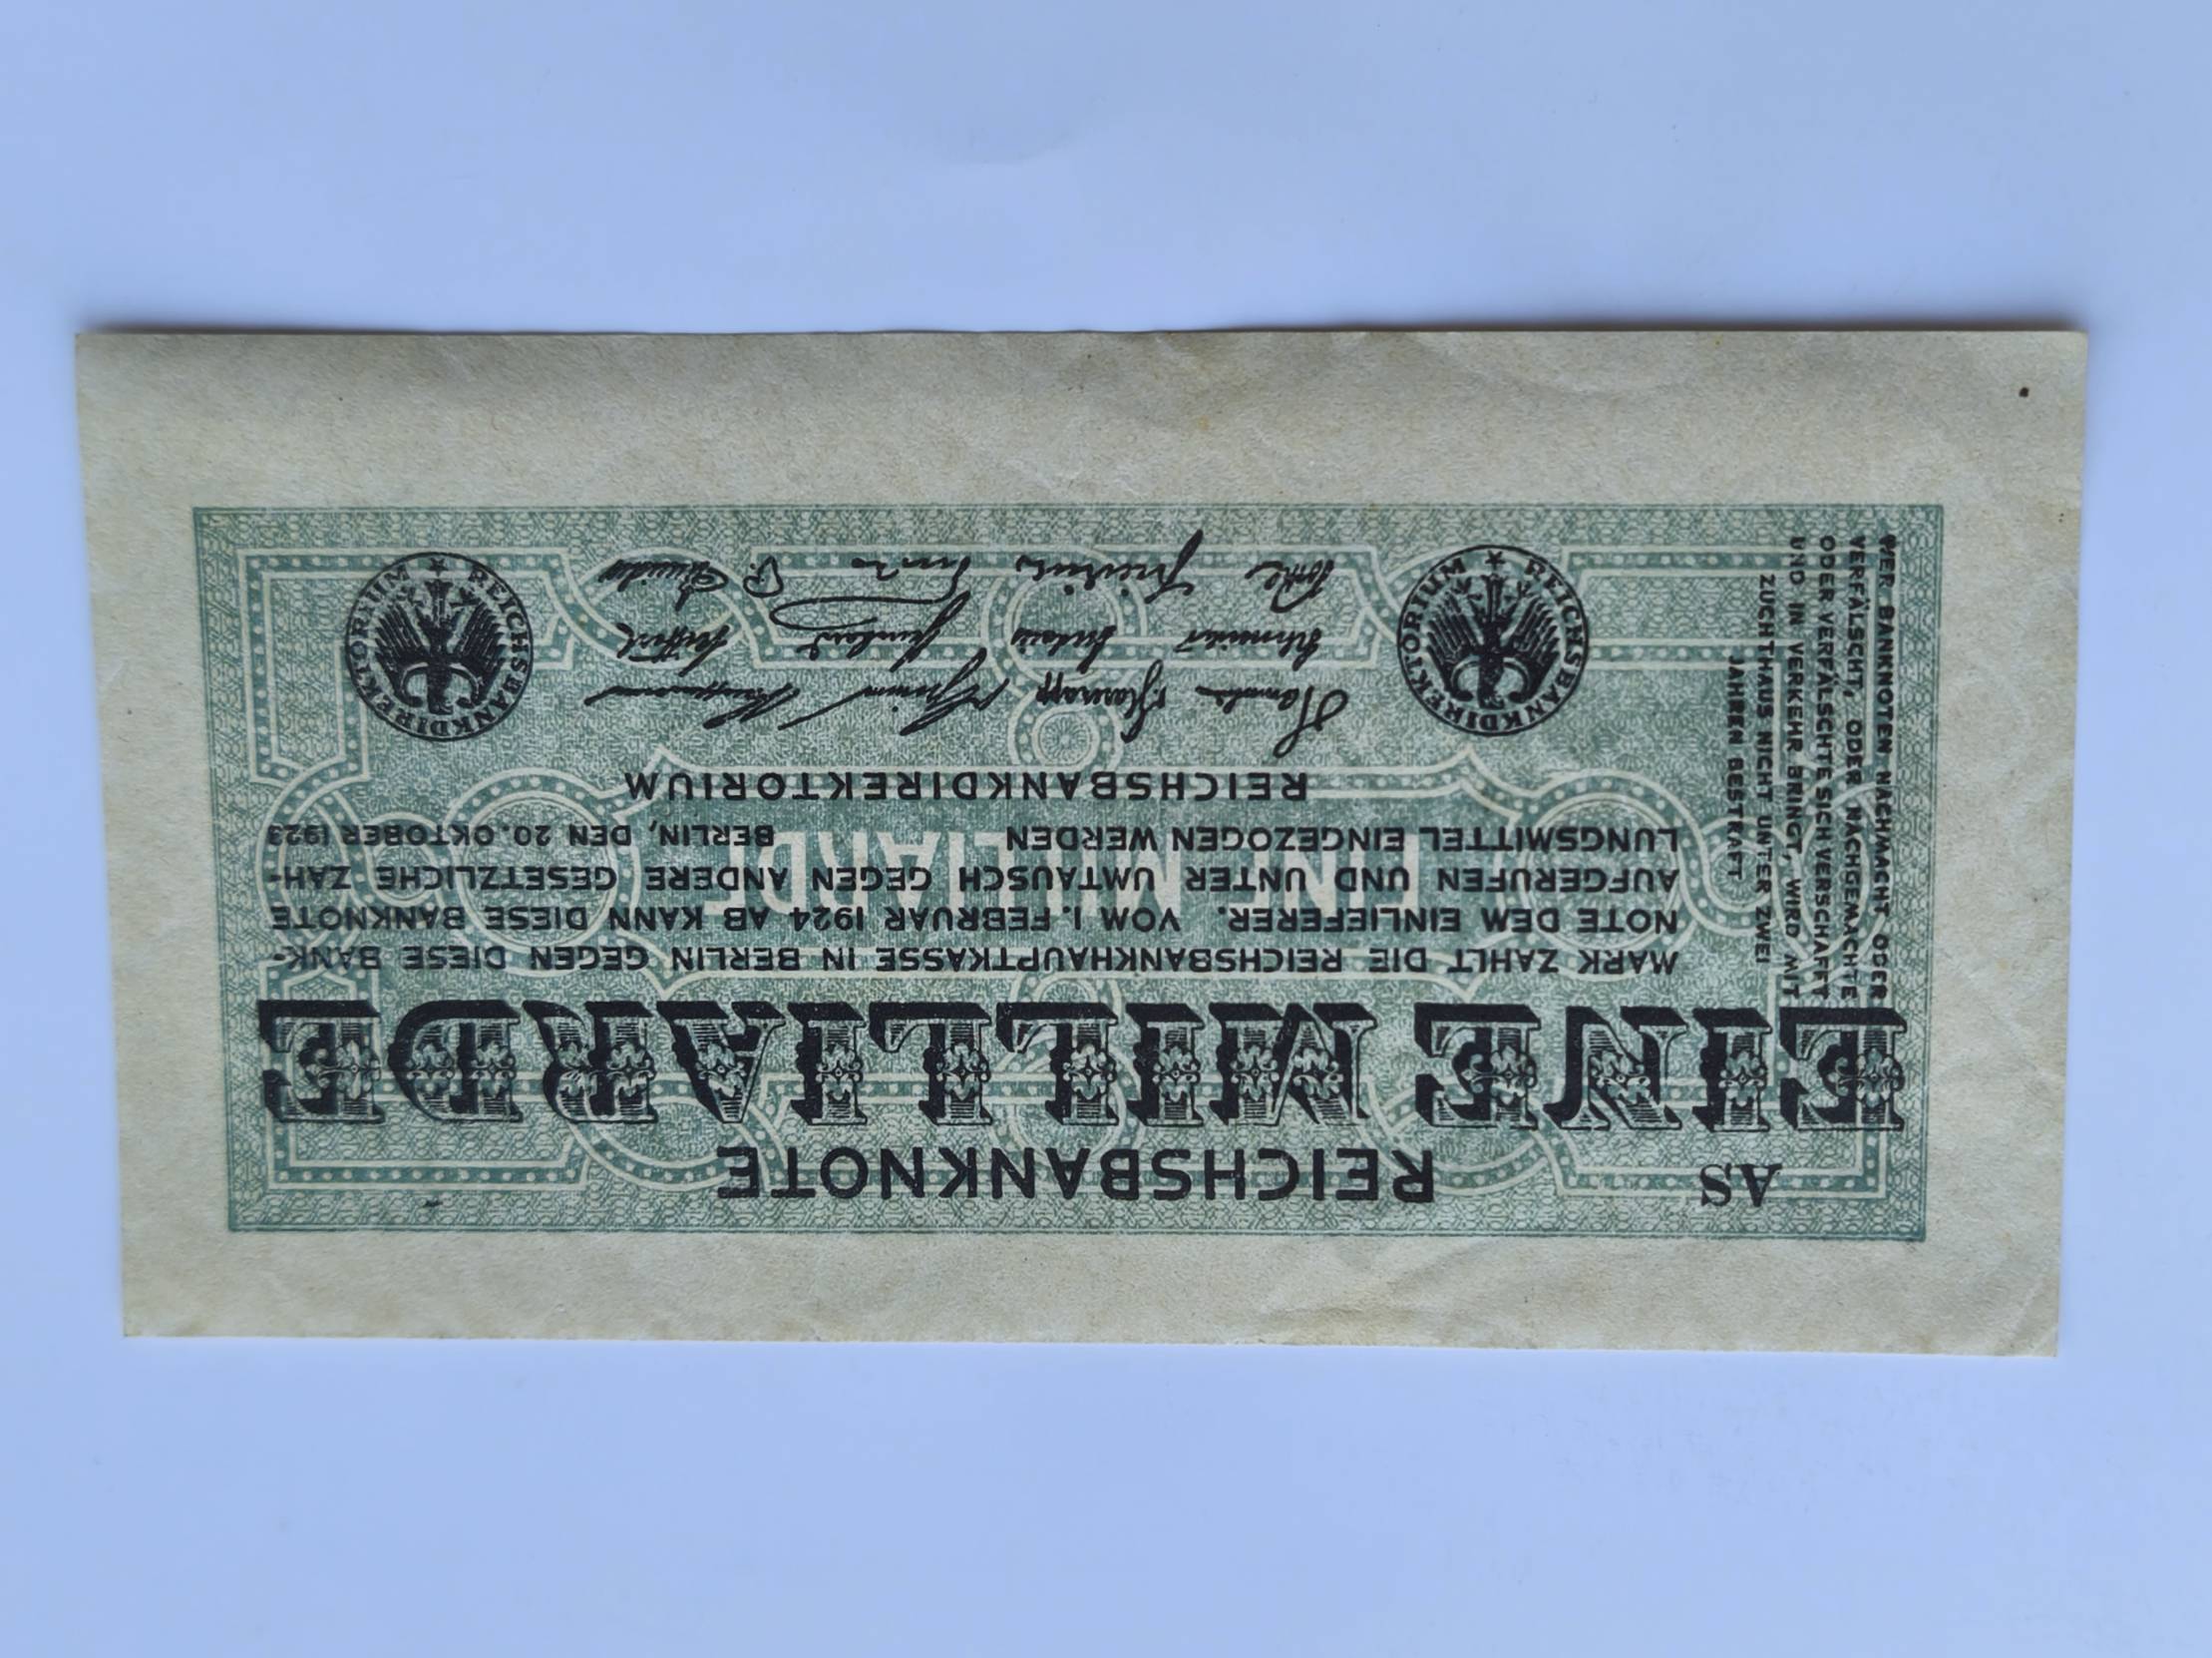 AS
REICHSBANKNOTE
EINE MILLIARDE
MARK ZAHLT DIE REICHSBANKHAUPTKASSE IN BERLIN GEGEN DIESE BANK-
NOTE DEM EINLIEFERER. VOM 1. FEBRUAR 1924 AB KANN DIESE BANKNOTE
AUFGERUFEN UND UNTER UMTAUSCH GEGEN ANDERE GESETZLICHE ZAH-
LUNGSMITTEL EINGEZOGEN WERDEN
BERLIN, DEN 20. OKTOBER 1923
EINE MILLIARDE
REICHSBANKDIREKTORIUM
REICHSBANKDIREKTORIUM
REICHSBANKDIREKTORIUM
WER BANKNOTEN NACHMACHT ODER
VERFÄLSCHT, ODER NACHGEMACHTE
ODER VERFÄLSCHTE SICH VERSCHAFFT
UND IN VERKEHR BRINGT, WIRD MIT
ZUCHTHAUS NICHT UNTER ZWEI
JAHREN BESTRAFT